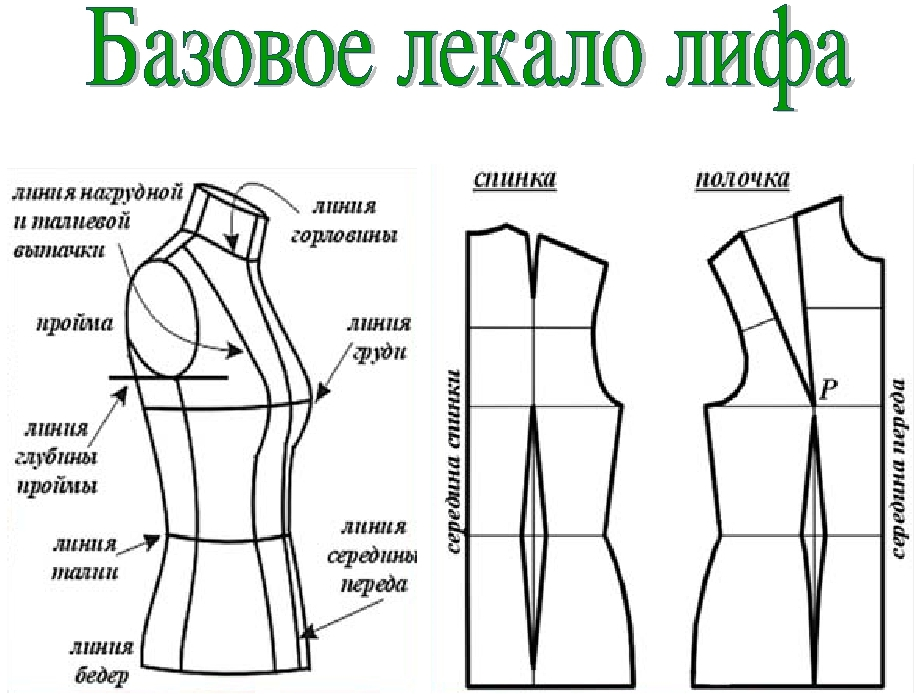 Базовое лекало лифа
линия нагрудной
и талиевой
вытачки
линия
горловины
пройма
линия
груди
линия
глубины
проймы
линия
талии
линия
середины
переда
линия
бедер
спинка
полочка
середина спинки
P
середина переда